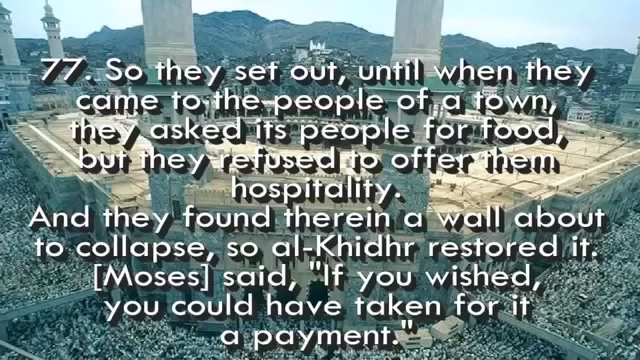 77. So they set out, until when they
came to the people of a town,
they asked its people for food,
but they refused to offer them
hospitality.
And they found therein a wall about
to collapse, so al-Khidhr restored it.
[Moses] said, "If you wished,
you could have taken for it
a payment."